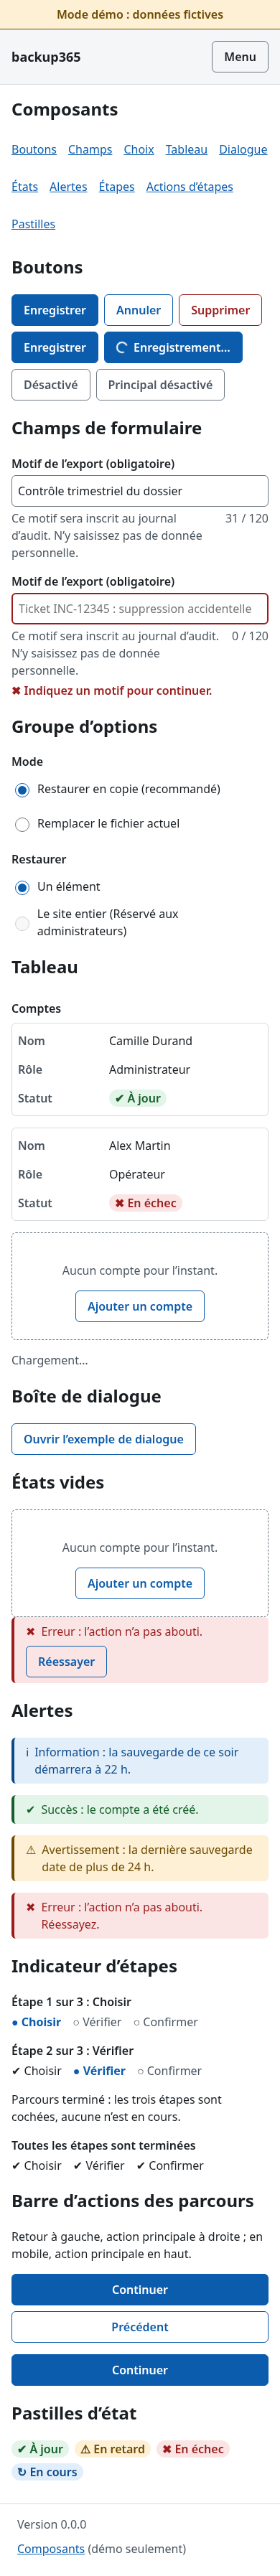 Mode démo : données fictives
backup365
Menu
Composants
Boutons Champs Choix Tableau Dialogue
États Alertes Étapes Actions d’étapes
Pastilles
Boutons
Enregistrer Annuler Supprimer
Enregistrer Enregistrement…
Désactivé Principal désactivé
Champs de formulaire
Motif de l’export (obligatoire)
Contrôle trimestriel du dossier
Ce motif sera inscrit au journal 31 / 120
d’audit. N’y saisissez pas de donnée
personnelle.
Motif de l’export (obligatoire)
Ticket INC-12345 : suppression accidentelle
Ce motif sera inscrit au journal d’audit. 0 / 120
N’y saisissez pas de donnée
personnelle.
✖ Indiquez un motif pour continuer.
Groupe d’options
Mode
Restaurer en copie (recommandé)
Remplacer le fichier actuel
Restaurer
Un élément
Le site entier (Réservé aux
administrateurs)
Tableau
Comptes
Nom Camille Durand
Rôle Administrateur
Statut ✔ À jour
Nom Alex Martin
Rôle Opérateur
Statut ✖ En échec
Aucun compte pour l’instant.
Ajouter un compte
Chargement…
Boîte de dialogue
Ouvrir l’exemple de dialogue
États vides
Aucun compte pour l’instant.
Ajouter un compte
✖ Erreur : l’action n’a pas abouti.
Réessayer
Alertes
i Information : la sauvegarde de ce soir
démarrera à 22 h.
✔ Succès : le compte a été créé.
⚠ Avertissement : la dernière sauvegarde
date de plus de 24 h.
✖ Erreur : l’action n’a pas abouti.
Réessayez.
Indicateur d’étapes
Étape 1 sur 3 : Choisir
● Choisir ○ Vérifier ○ Confirmer
Étape 2 sur 3 : Vérifier
✔ Choisir ● Vérifier ○ Confirmer
Parcours terminé : les trois étapes sont
cochées, aucune n’est en cours.
Toutes les étapes sont terminées
✔ Choisir ✔ Vérifier ✔ Confirmer
Barre d’actions des parcours
Retour à gauche, action principale à droite ; en
mobile, action principale en haut.
Continuer
Précédent
Continuer
Pastilles d’état
✔ À jour ⚠ En retard ✖ En échec
↻ En cours
Version 0.0.0
Composants (démo seulement)